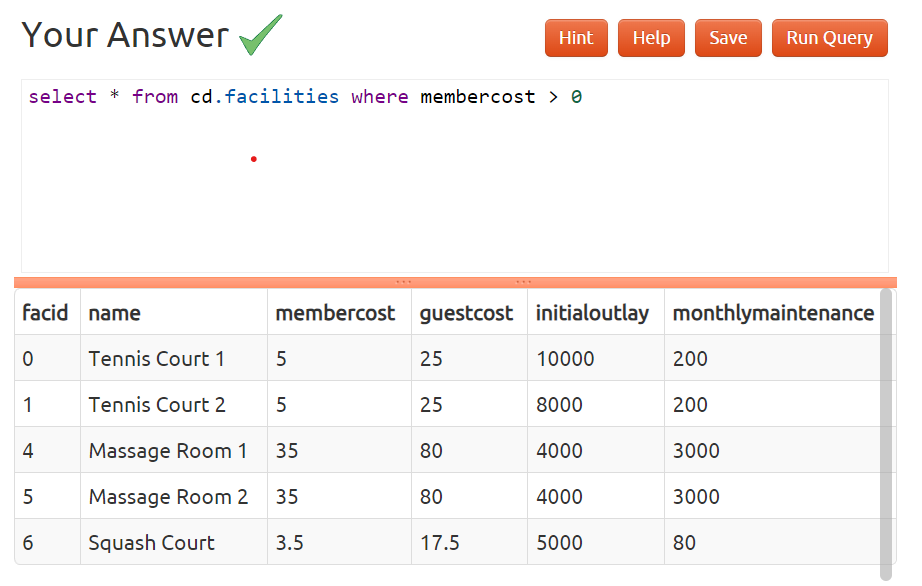 Your Answer
Hint Help Save Run Query
select * from cd.facilities where membercost > 0
facid name membercost guestcost initialoutlay monthlymaintenance
0 Tennis Court 1 5 25 10000 200
1 Tennis Court 2 5 25 8000 200
4 Massage Room 1 35 80 4000 3000
5 Massage Room 2 35 80 4000 3000
6 Squash Court 3.5 17.5 5000 80